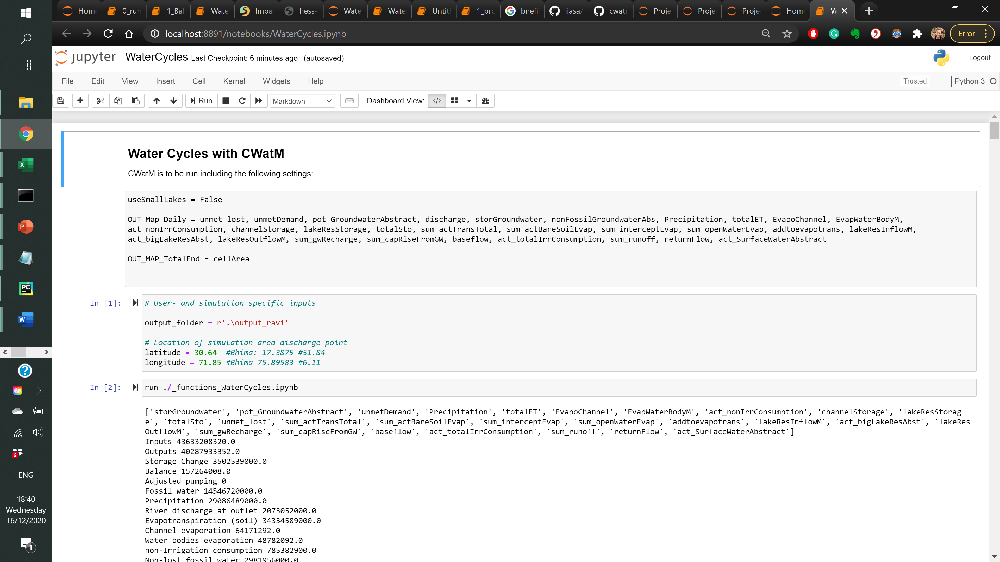 Home
0_run
1_Bal
Wate
Impa
hess-
Wate
Wate
Untit
1_pro
bnefi
iiasa/
cwatr
Proje
Proje
Proje
Home
W
localhost:8891/notebooks/WaterCycles.ipynb
Error
jupyter WaterCycles Last Checkpoint: 6 minutes ago (autosaved)
Logout
File Edit View Insert Cell Kernel Widgets Help
Trusted
Python 3
Run
Markdown
Dashboard View:
Water Cycles with CWatM
CWatM is to be run including the following settings:
useSmallLakes = False
OUT_Map_Daily = unmet_lost, unmetDemand, pot_GroundwaterAbstract, discharge, storGroundwater, nonFossilGroundwaterAbs, Precipitation, totalET, EvapoChannel, EvapWaterBodyM,
act_nonIrrConsumption, channelStorage, lakeResStorage, totalSto, sum_actTransTotal, sum_actBareSoilEvap, sum_interceptEvap, sum_openWaterEvap, addtoevapotrans, lakeResInflowM,
act_bigLakeResAbst, lakeResOutflowM, sum_gwRecharge, sum_capRiseFromGW, baseflow, act_totalIrrConsumption, sum_runoff, returnFlow, act_SurfaceWaterAbstract
OUT_MAP_TotalEnd = cellArea
In [1]:
# User- and simulation specific inputs
output_folder = r'.\output_ravi'
# Location of simulation area discharge point
latitude = 30.64 #Bhima: 17.3875 #51.84
longitude = 71.85 #Bhima 75.89583 #6.11
In [2]:
run ./_functions_WaterCycles.ipynb
['storGroundwater', 'pot_GroundwaterAbstract', 'unmetDemand', 'Precipitation', 'totalET', 'EvapoChannel', 'EvapWaterBodyM', 'act_nonIrrConsumption', 'channelStorage', 'lakeResStorag
e', 'totalSto', 'unmet_lost', 'sum_actTransTotal', 'sum_actBareSoilEvap', 'sum_interceptEvap', 'sum_openWaterEvap', 'addtoevapotrans', 'lakeResInflowM', 'act_bigLakeResAbst', 'lakeRes
OutflowM', 'sum_gwRecharge', 'sum_capRiseFromGW', 'baseflow', 'act_totalIrrConsumption', 'sum_runoff', 'returnFlow', 'act_SurfaceWaterAbstract']
Inputs 43633208320.0
Outputs 40287933352.0
Storage Change 3502539000.0
Balance 157264008.0
Adjusted pumping 0
Fossil water 14546720000.0
Precipitation 29086489000.0
River discharge at outlet 2073052000.0
Evapotranspiration (soil) 34334589000.0
Channel evaporation 64171292.0
Water bodies evaporation 48782092.0
non-Irrigation consumption 785382900.0
Non-lost fossil water 2981956000.0
X
P
PC
W
?
6
ENG
18:40
Wednesday
16/12/2020
1